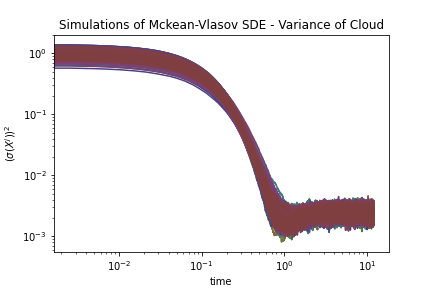 Simulations of Mckean-Vlasov SDE - Variance of Cloud
10⁰
10⁻¹
10⁻²
10⁻³
(σ(Xⁱ))²
10⁻² 10⁻¹ 10⁰ 10¹
time